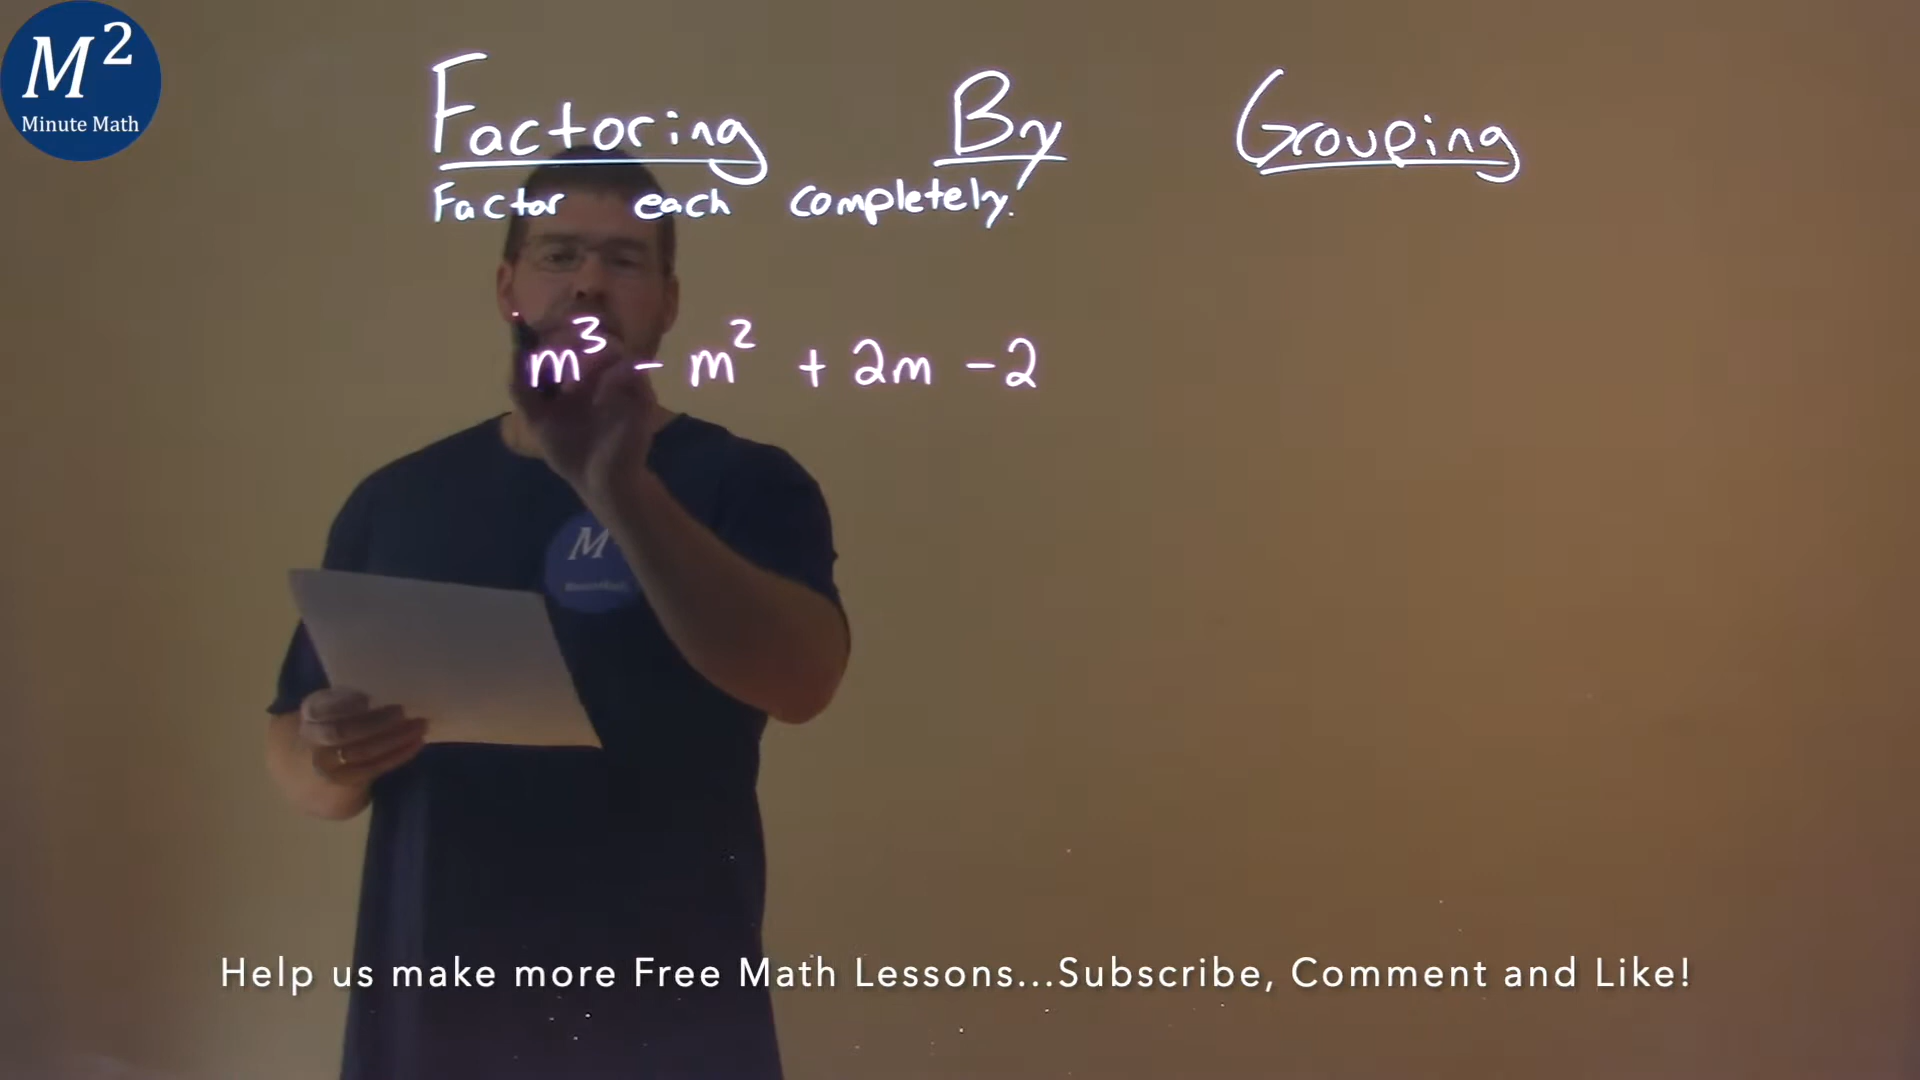 M²
Minute Math
Factoring By Grouping
Factor each completely.
m³ - m² + 2m - 2
M
Help us make more Free Math Lessons...Subscribe, Comment and Like!